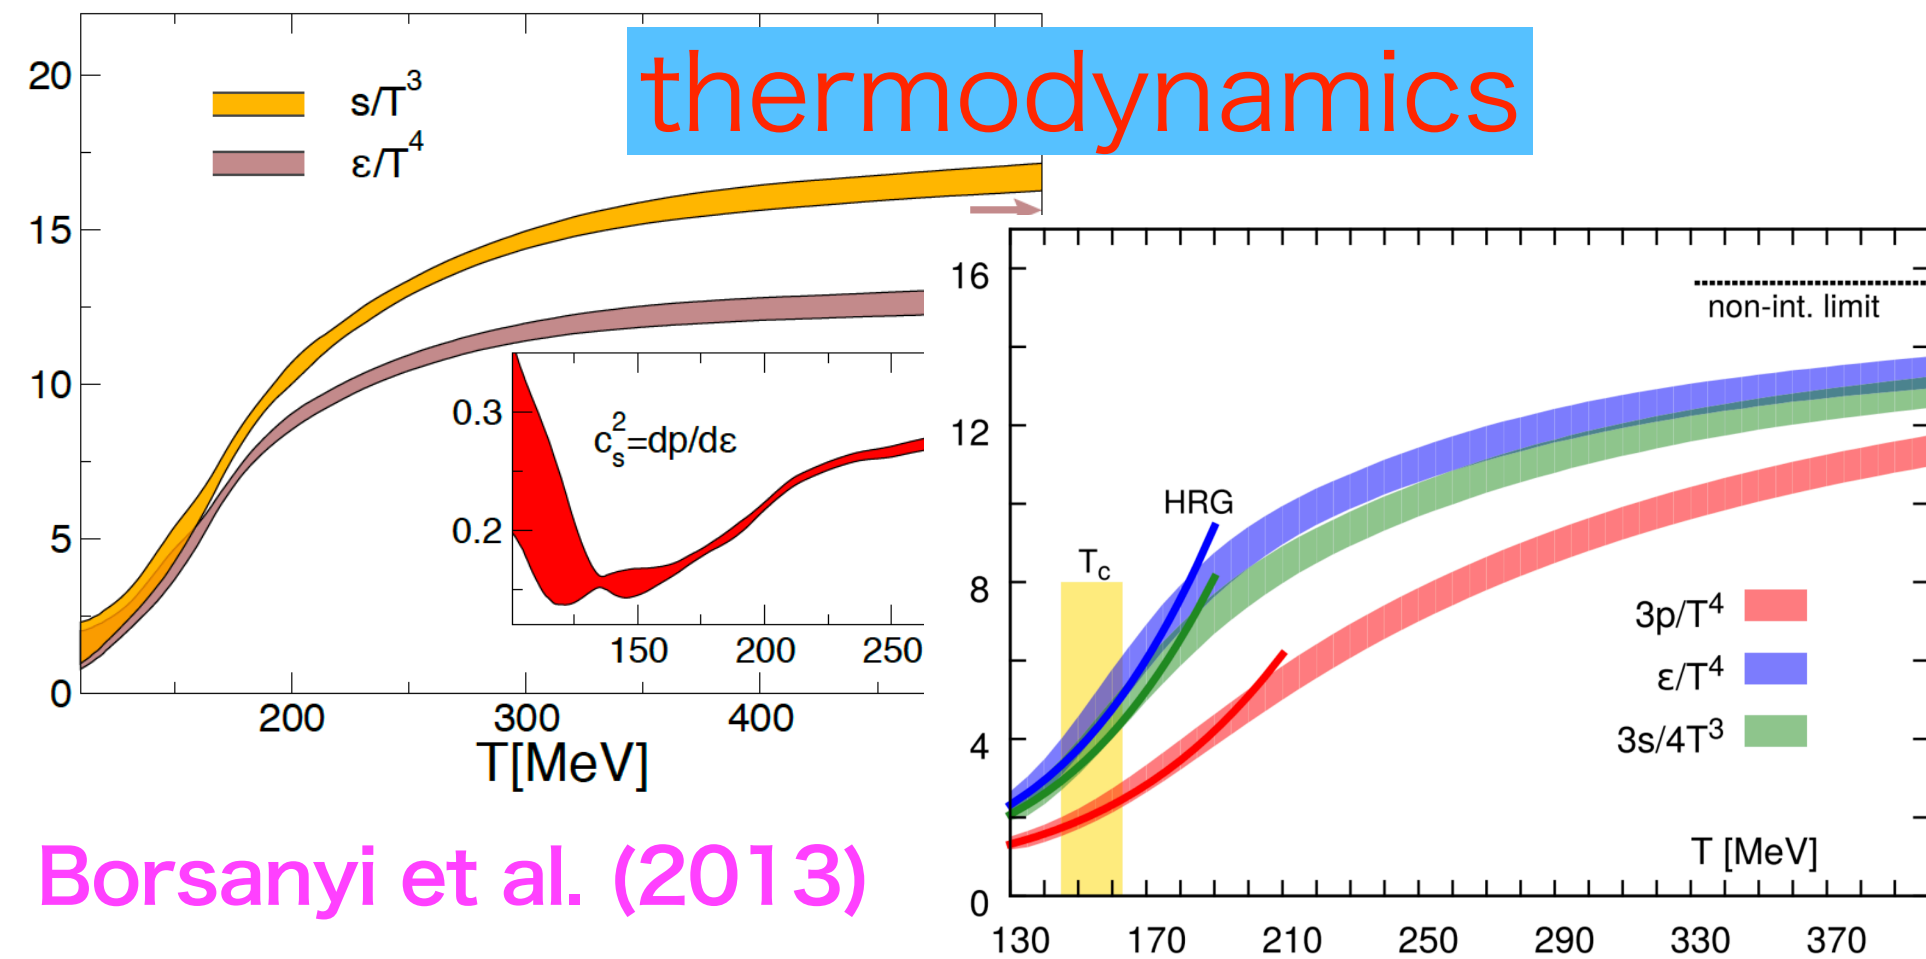 thermodynamics
20
15
10
5
0
s/T³
ε/T⁴
0.3
0.2
c_s²=dp/dε
150 200 250
200 300 400
T[MeV]
Borsanyi et al. (2013)
16
12
8
4
0
non-int. limit
HRG
T_c
3p/T⁴
ε/T⁴
3s/4T³
T [MeV]
130 170 210 250 290 330 370